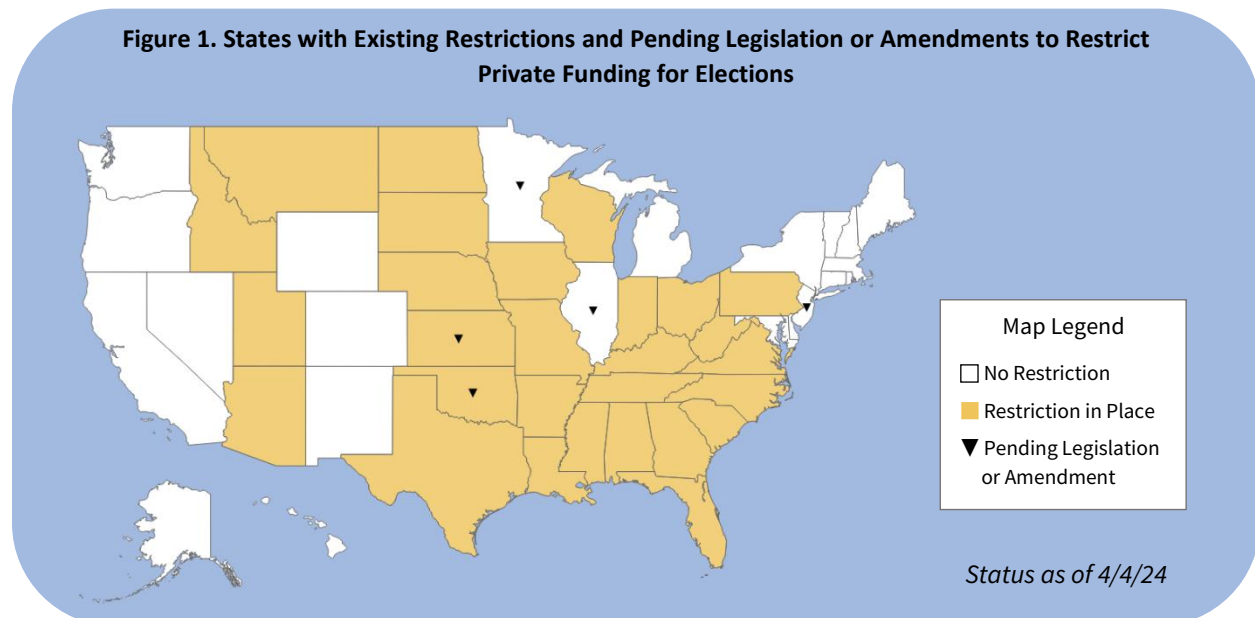 Figure 1. States with Existing Restrictions and Pending Legislation or Amendments to Restrict
Private Funding for Elections
Map Legend
No Restriction
Restriction in Place
Pending Legislation
or Amendment
Status as of 4/4/24